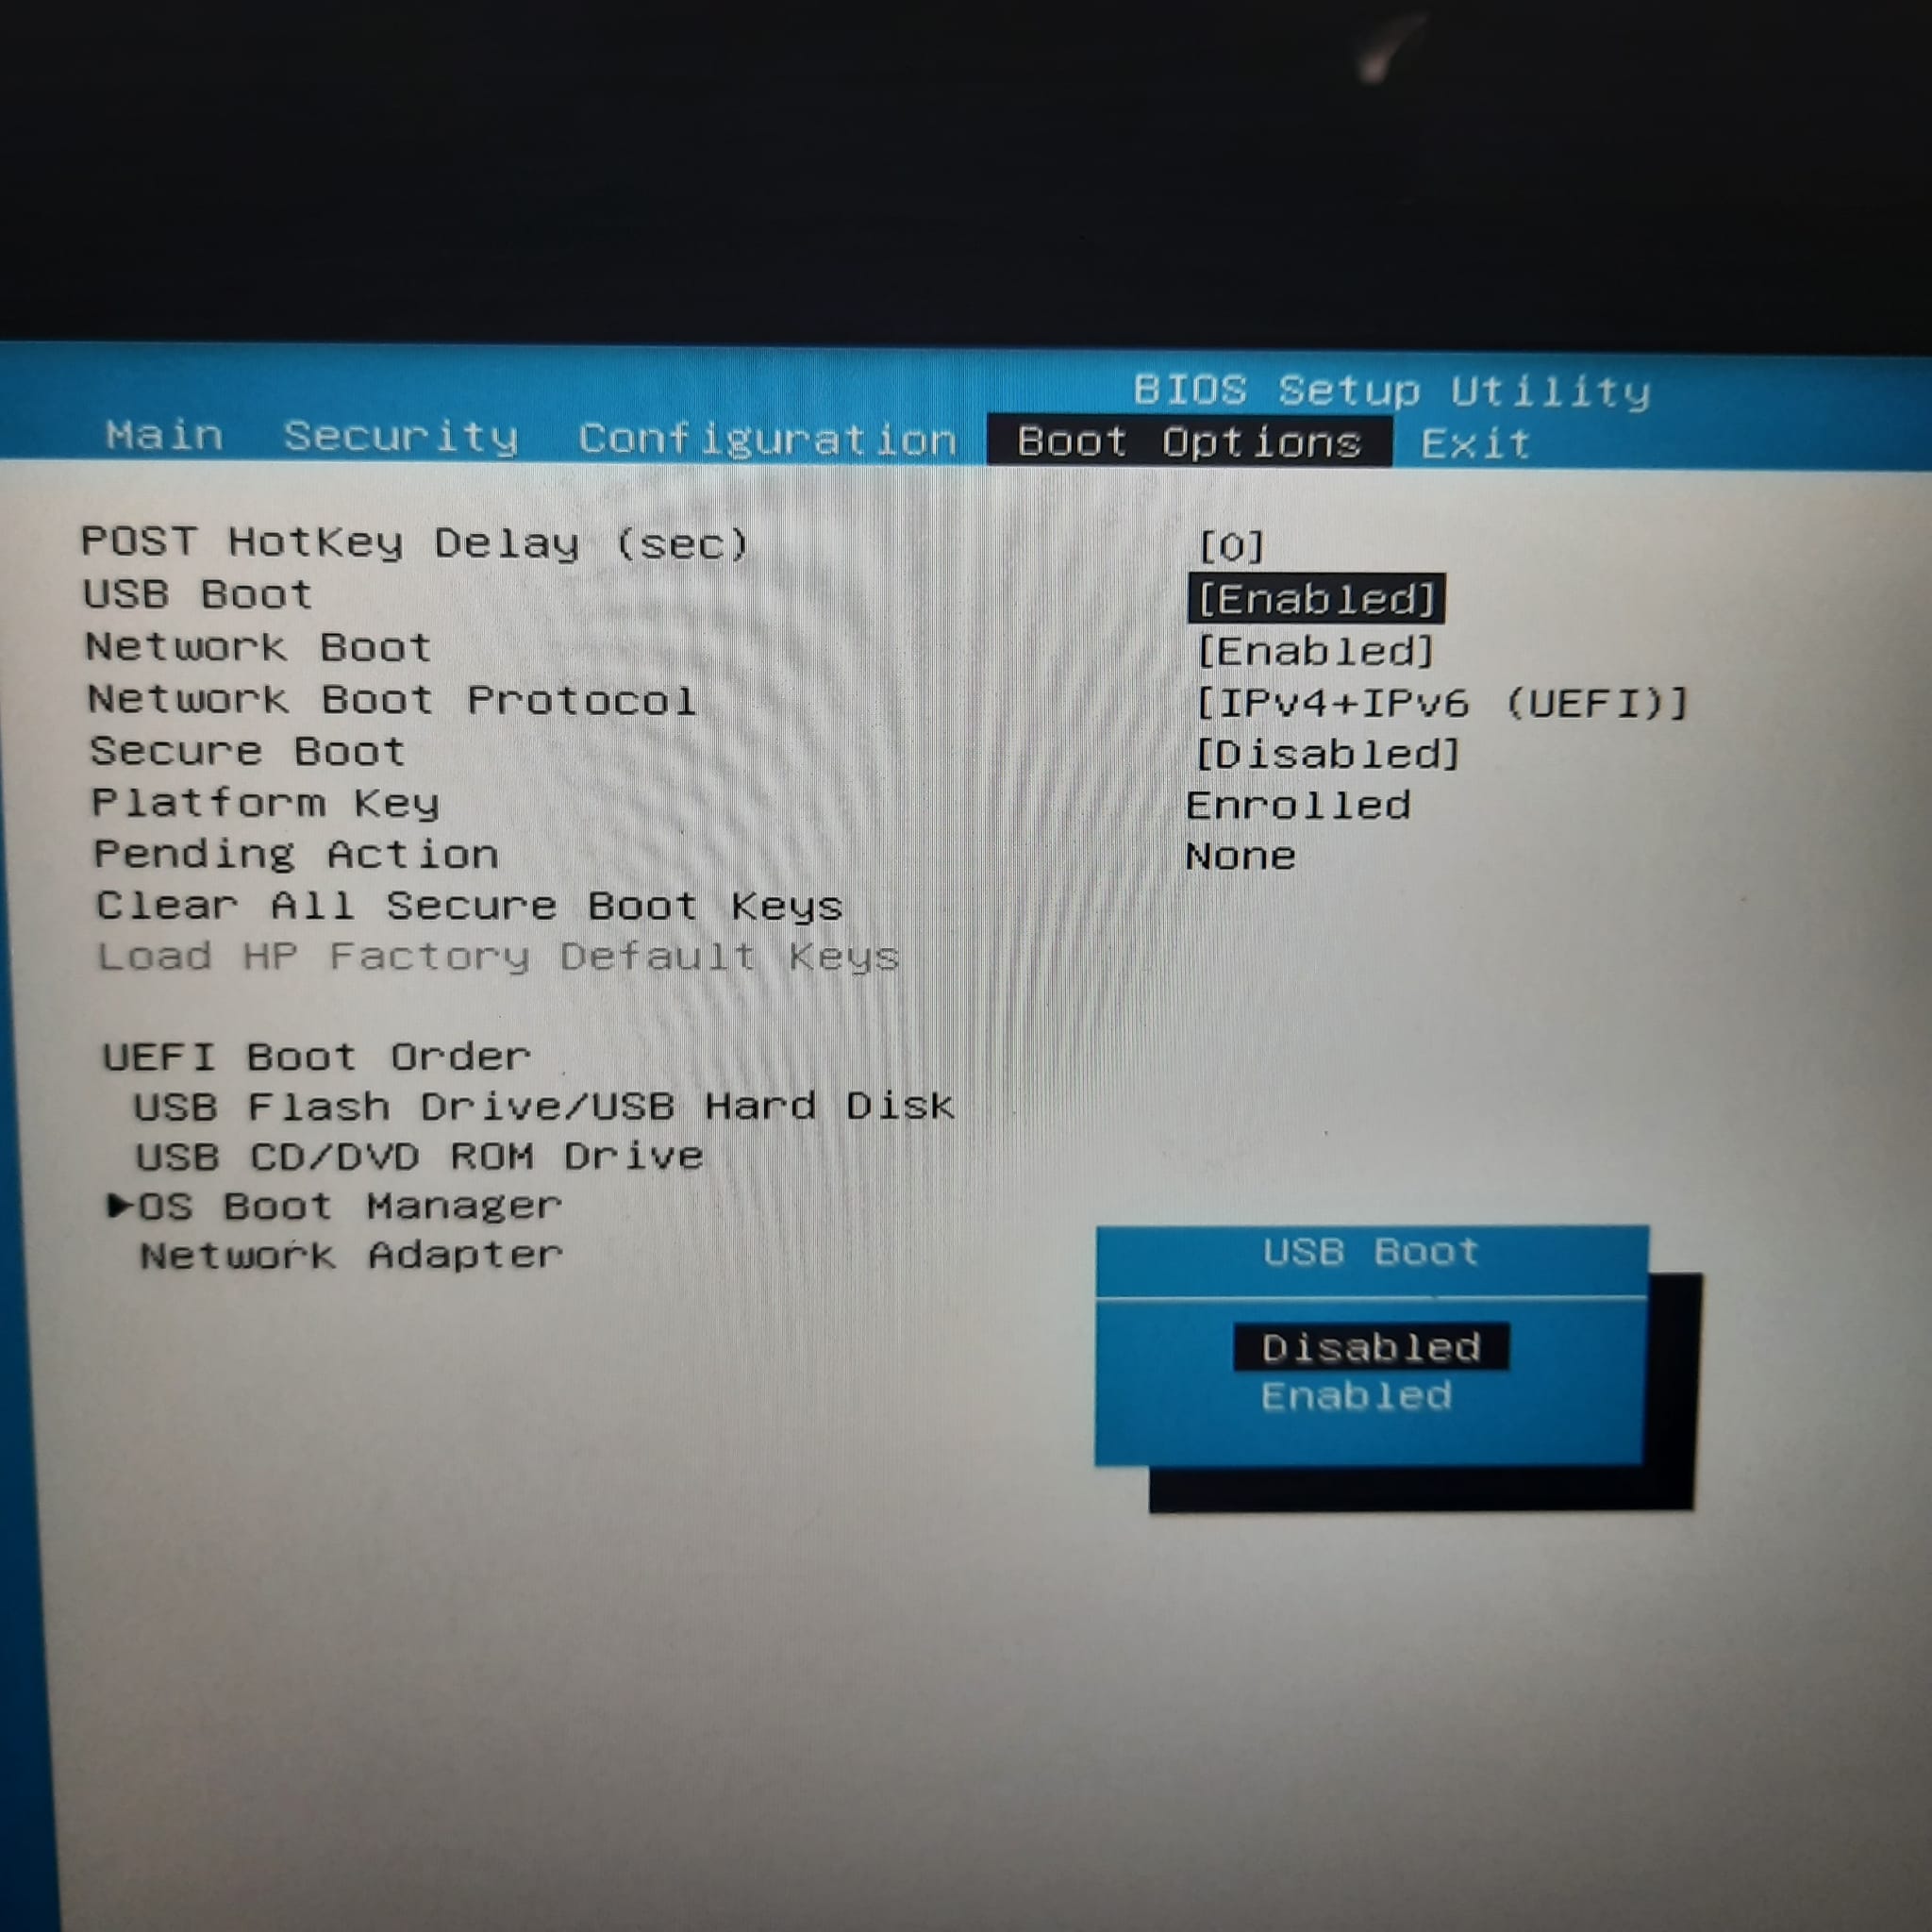 BIOS Setup Utility
Main Security Configuration Boot Options Exit
POST HotKey Delay (sec) [0]
USB Boot [Enabled]
Network Boot [Enabled]
Network Boot Protocol [IPv4+IPv6 (UEFI)]
Secure Boot [Disabled]
Platform Key Enrolled
Pending Action None
Clear All Secure Boot Keys
Load HP Factory Default Keys
UEFI Boot Order
USB Flash Drive/USB Hard Disk
USB CD/DVD ROM Drive
▶OS Boot Manager
Network Adapter
USB Boot
Disabled
Enabled